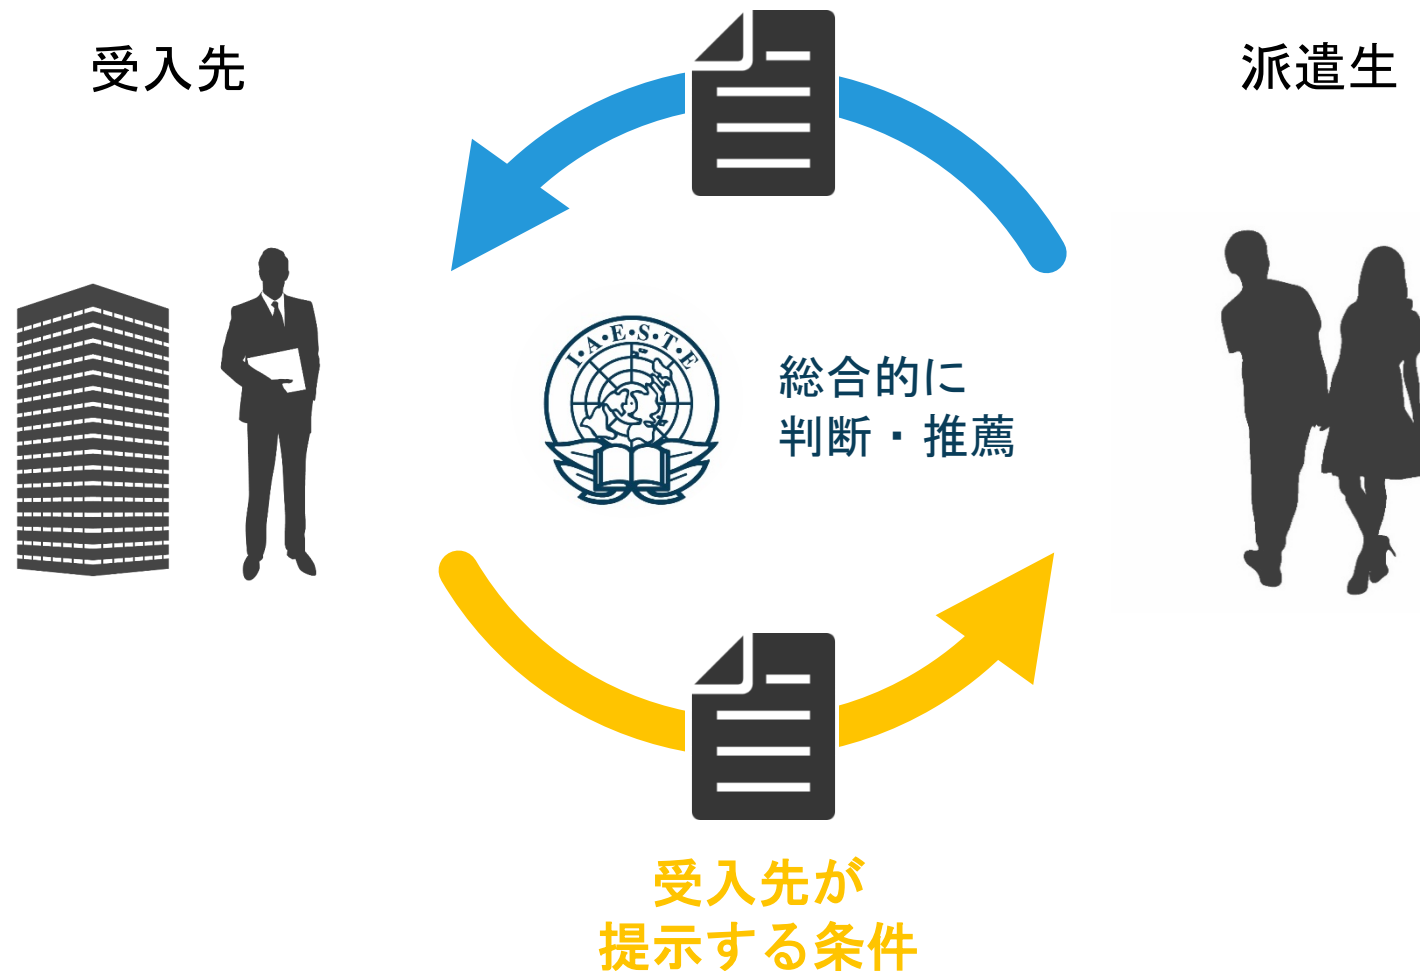 受入先
派遣生
I・A・E・S・T・E
総合的に
判断・推薦
受入先が
提示する条件